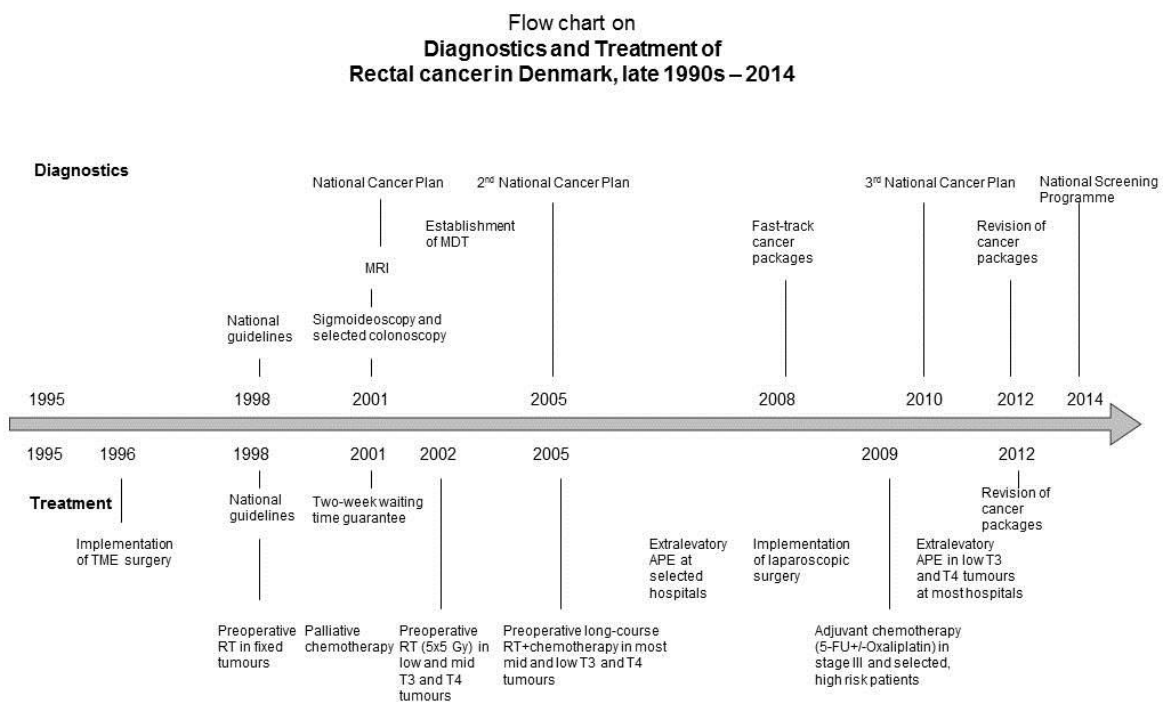 Flow chart on
Diagnostics and Treatment of
Rectal cancer in Denmark, late 1990s – 2014
Diagnostics
National Cancer Plan
2nd National Cancer Plan
3rd National Cancer Plan
National Screening
Programme
Establishment
of MDT
Fast-track
cancer
packages
Revision of
cancer
packages
MRI
National
guidelines
Sigmoideoscopy and
selected colonoscopy
1995
1998
2001
2005
2008
2010
2012
2014
1995
1996
1998
2001
2002
2005
2009
2012
Treatment
National
guidelines
Two-week waiting
time guarantee
Revision of
cancer
packages
Implementation
of TME surgery
Extralevatory
APE at
selected
hospitals
Implementation
of laparoscopic
surgery
Extralevatory
APE in low T3
and T4 tumours
at most hospitals
Preoperative
RT in fixed
tumours
Palliative
chemotherapy
Preoperative
RT (5x5 Gy) in
low and mid
T3 and T4
tumours
Preoperative long-course
RT+chemotherapy in most
mid and low T3 and T4
tumours
Adjuvant chemotherapy
(5-FU+/-Oxaliplatin) in
stage III and selected,
high risk patients